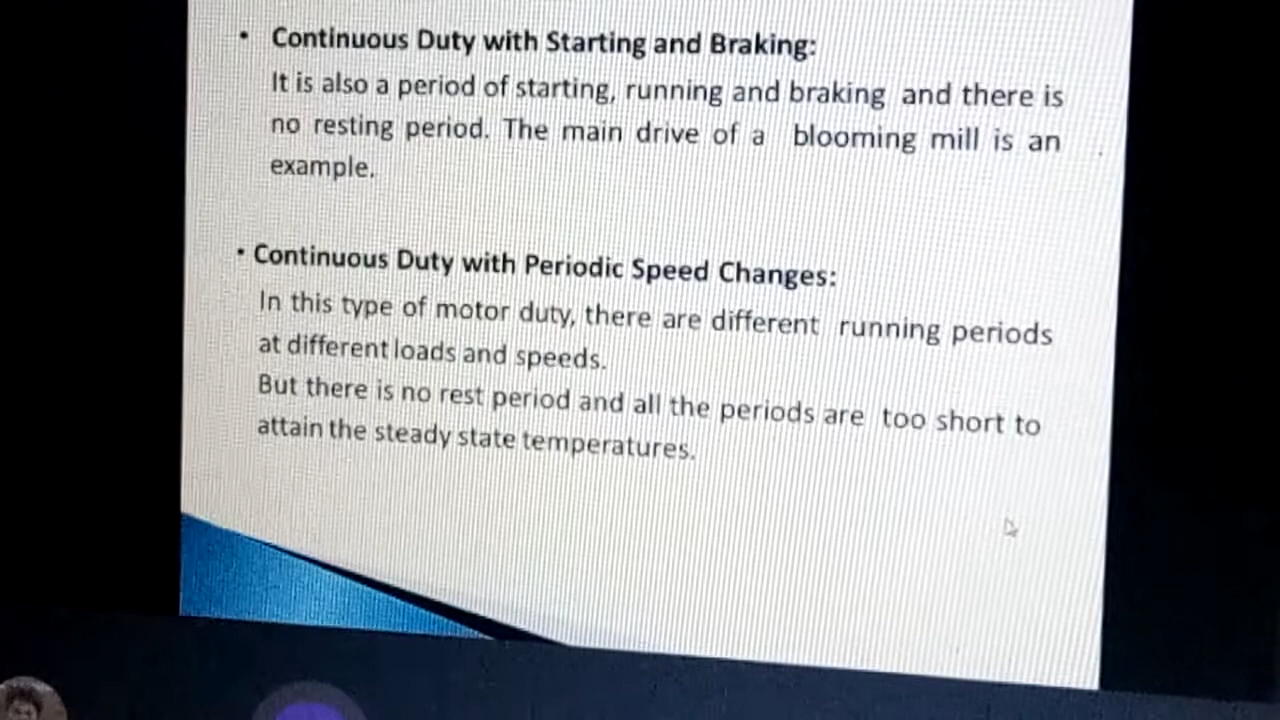 • Continuous Duty with Starting and Braking:
It is also a period of starting, running and braking and there is
no resting period. The main drive of a blooming mill is an
example.
• Continuous Duty with Periodic Speed Changes:
In this type of motor duty, there are different running periods
at different loads and speeds.
But there is no rest period and all the periods are too short to
attain the steady state temperatures.